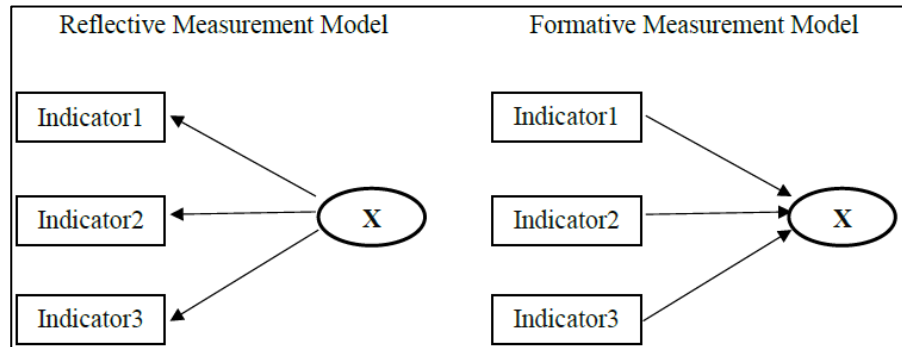 Reflective Measurement Model
Indicator1
Indicator2
X
Indicator3
Formative Measurement Model
Indicator1
Indicator2
X
Indicator3